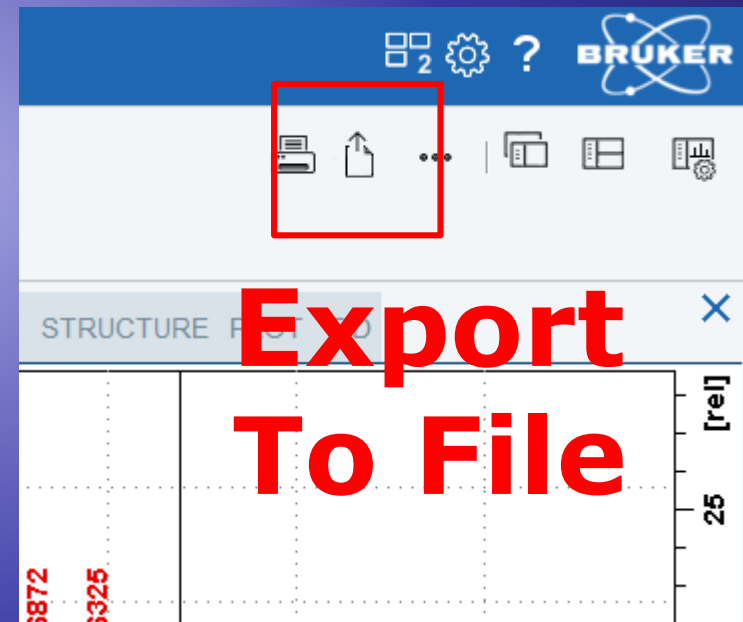 2 ? BRUKER
STRUCTURE
Export
To File
[rel]
25
6872
6325